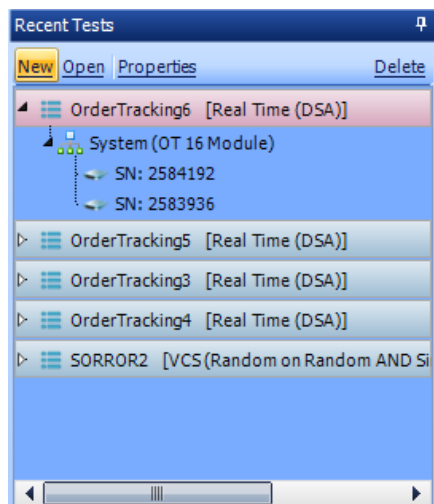 Recent Tests
New Open Properties Delete
OrderTracking6 [Real Time (DSA)]
System (OT 16 Module)
SN: 2584192
SN: 2583936
OrderTracking5 [Real Time (DSA)]
OrderTracking3 [Real Time (DSA)]
OrderTracking4 [Real Time (DSA)]
SORROR2 [VCS (Random on Random AND Si